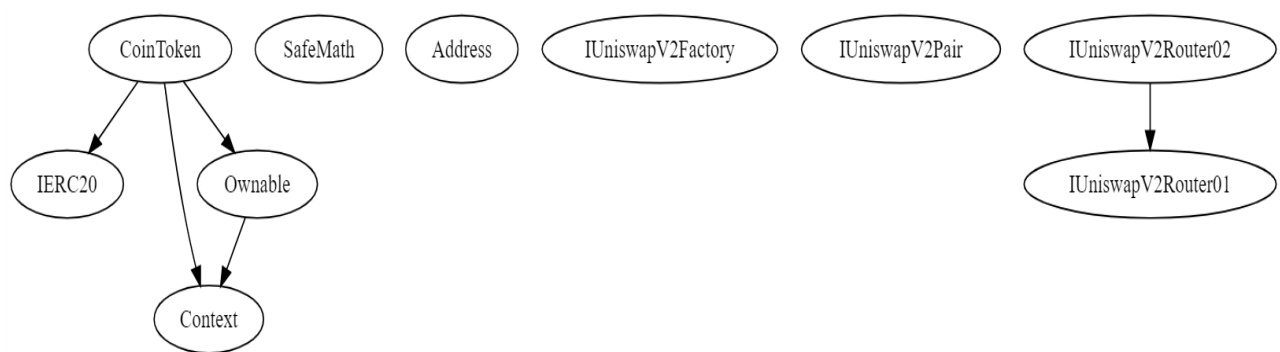 CoinToken
SafeMath
Address
IUniswapV2Factory
IUniswapV2Pair
IUniswapV2Router02
IERC20
Ownable
IUniswapV2Router01
Context